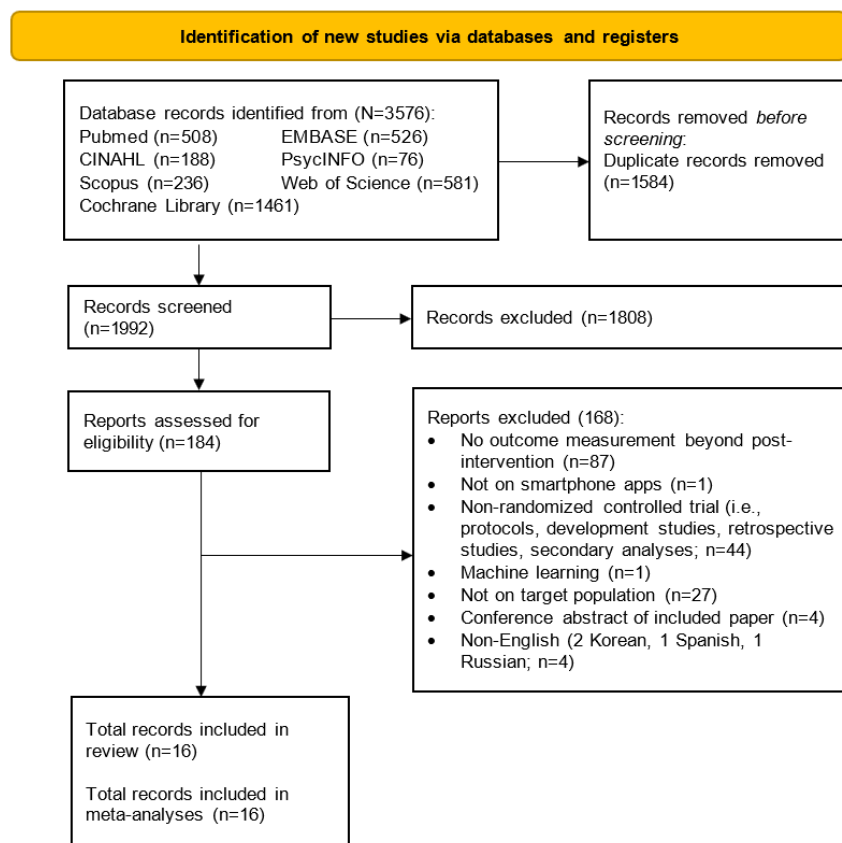 Identification of new studies via databases and registers
Database records identified from (N=3576):
Pubmed (n=508) EMBASE (n=526)
CINAHL (n=188) PsycINFO (n=76)
Scopus (n=236) Web of Science (n=581)
Cochrane Library (n=1461)
Records removed before
screening:
Duplicate records removed
(n=1584)
Records screened
(n=1992)
Records excluded (n=1808)
Reports assessed for
eligibility (n=184)
Reports excluded (168):
• No outcome measurement beyond post-
intervention (n=87)
• Not on smartphone apps (n=1)
• Non-randomized controlled trial (i.e.,
protocols, development studies, retrospective
studies, secondary analyses; n=44)
• Machine learning (n=1)
• Not on target population (n=27)
• Conference abstract of included paper (n=4)
• Non-English (2 Korean, 1 Spanish, 1
Russian; n=4)
Total records included in
review (n=16)
Total records included in
meta-analyses (n=16)